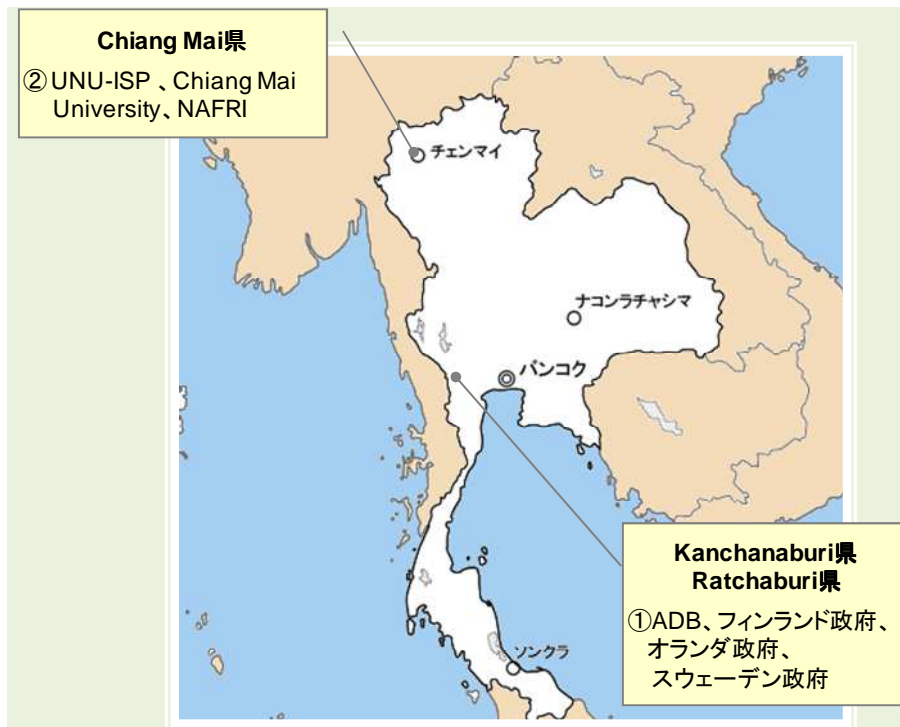 Chiang Mai県
② UNU-ISP 、Chiang Mai
University、NAFRI
チェンマイ
ナコンラチャシマ
バンコク
Kanchanaburi県
Ratchaburi県
①ADB、フィンランド政府、
オランダ政府、
スウェーデン政府
ソンクラ